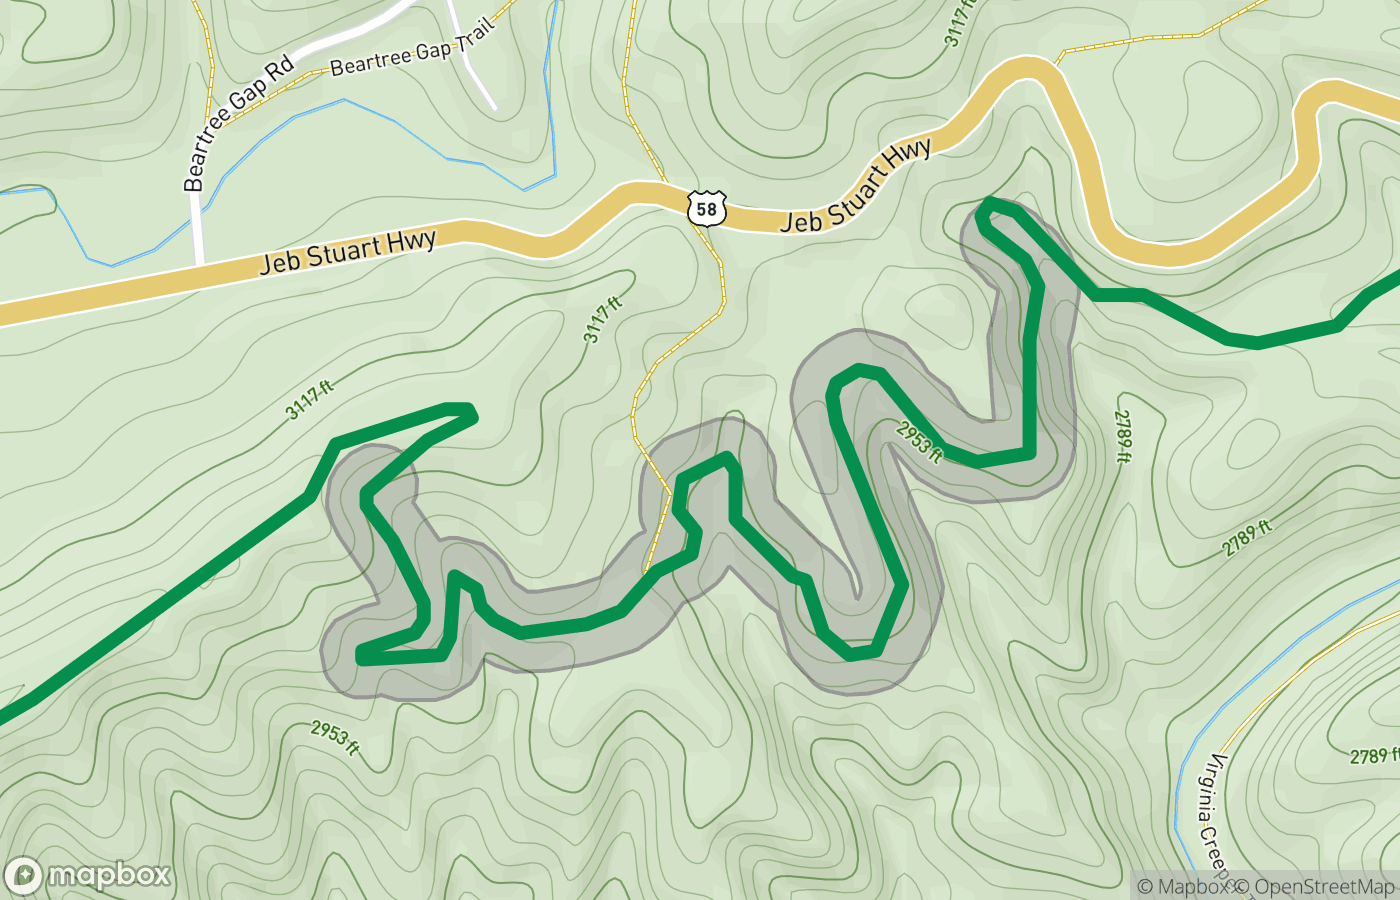 3117 ft
Beartree Gap Trail
Beartree Gap Rd
Jeb Stuart Hwy
58
Jeb Stuart Hwy
3117 ft
3117 ft
2953 ft
2789 ft
2789 ft
2953 ft
2789 ft
Virginia Creeper
mapbox
© Mapbox © OpenStreetMap